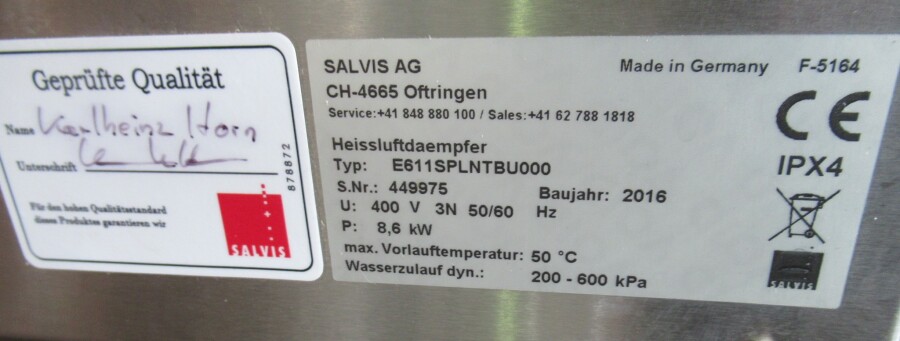 Geprüfte Qualität
Name Karlheinz Horn
Unterschrift
878872
Für den hohen Qualitätsstandard
dieses Produktes garantieren wir
SALVIS
SALVIS AG Made in Germany F-5164
CH-4665 Oftringen
Service:+41 848 880 100 / Sales:+41 62 788 1818
CE
Heissluftdaempfer
IPX4
Typ: E611SPLNTBU000
S.Nr.: 449975 Baujahr: 2016
U: 400 V 3N 50/60 Hz
P: 8,6 kW
max. Vorlauftemperatur: 50 °C
Wasserzulauf dyn.: 200 - 600 kPa
SALVIS